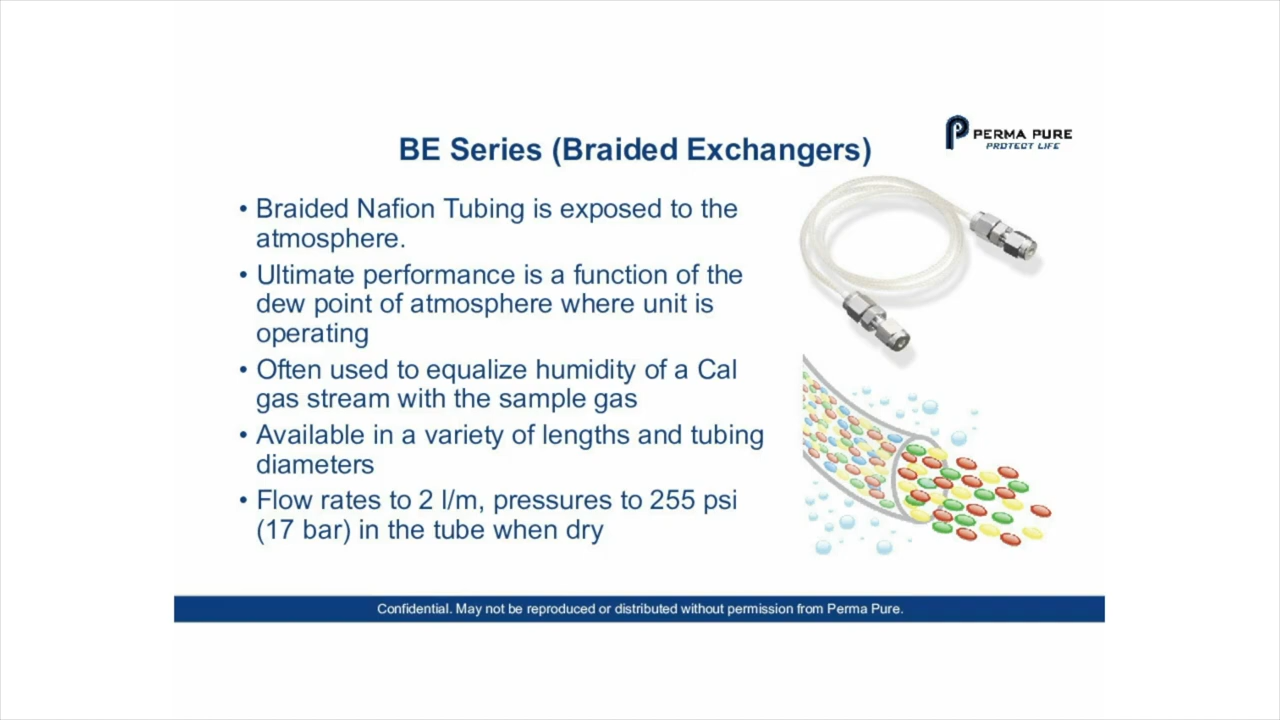 PERMA PURE
PROTECT LIFE
BE Series (Braided Exchangers)
• Braided Nafion Tubing is exposed to the
atmosphere.
• Ultimate performance is a function of the
dew point of atmosphere where unit is
operating
• Often used to equalize humidity of a Cal
gas stream with the sample gas
• Available in a variety of lengths and tubing
diameters
• Flow rates to 2 l/m, pressures to 255 psi
(17 bar) in the tube when dry
Confidential. May not be reproduced or distributed without permission from Perma Pure.